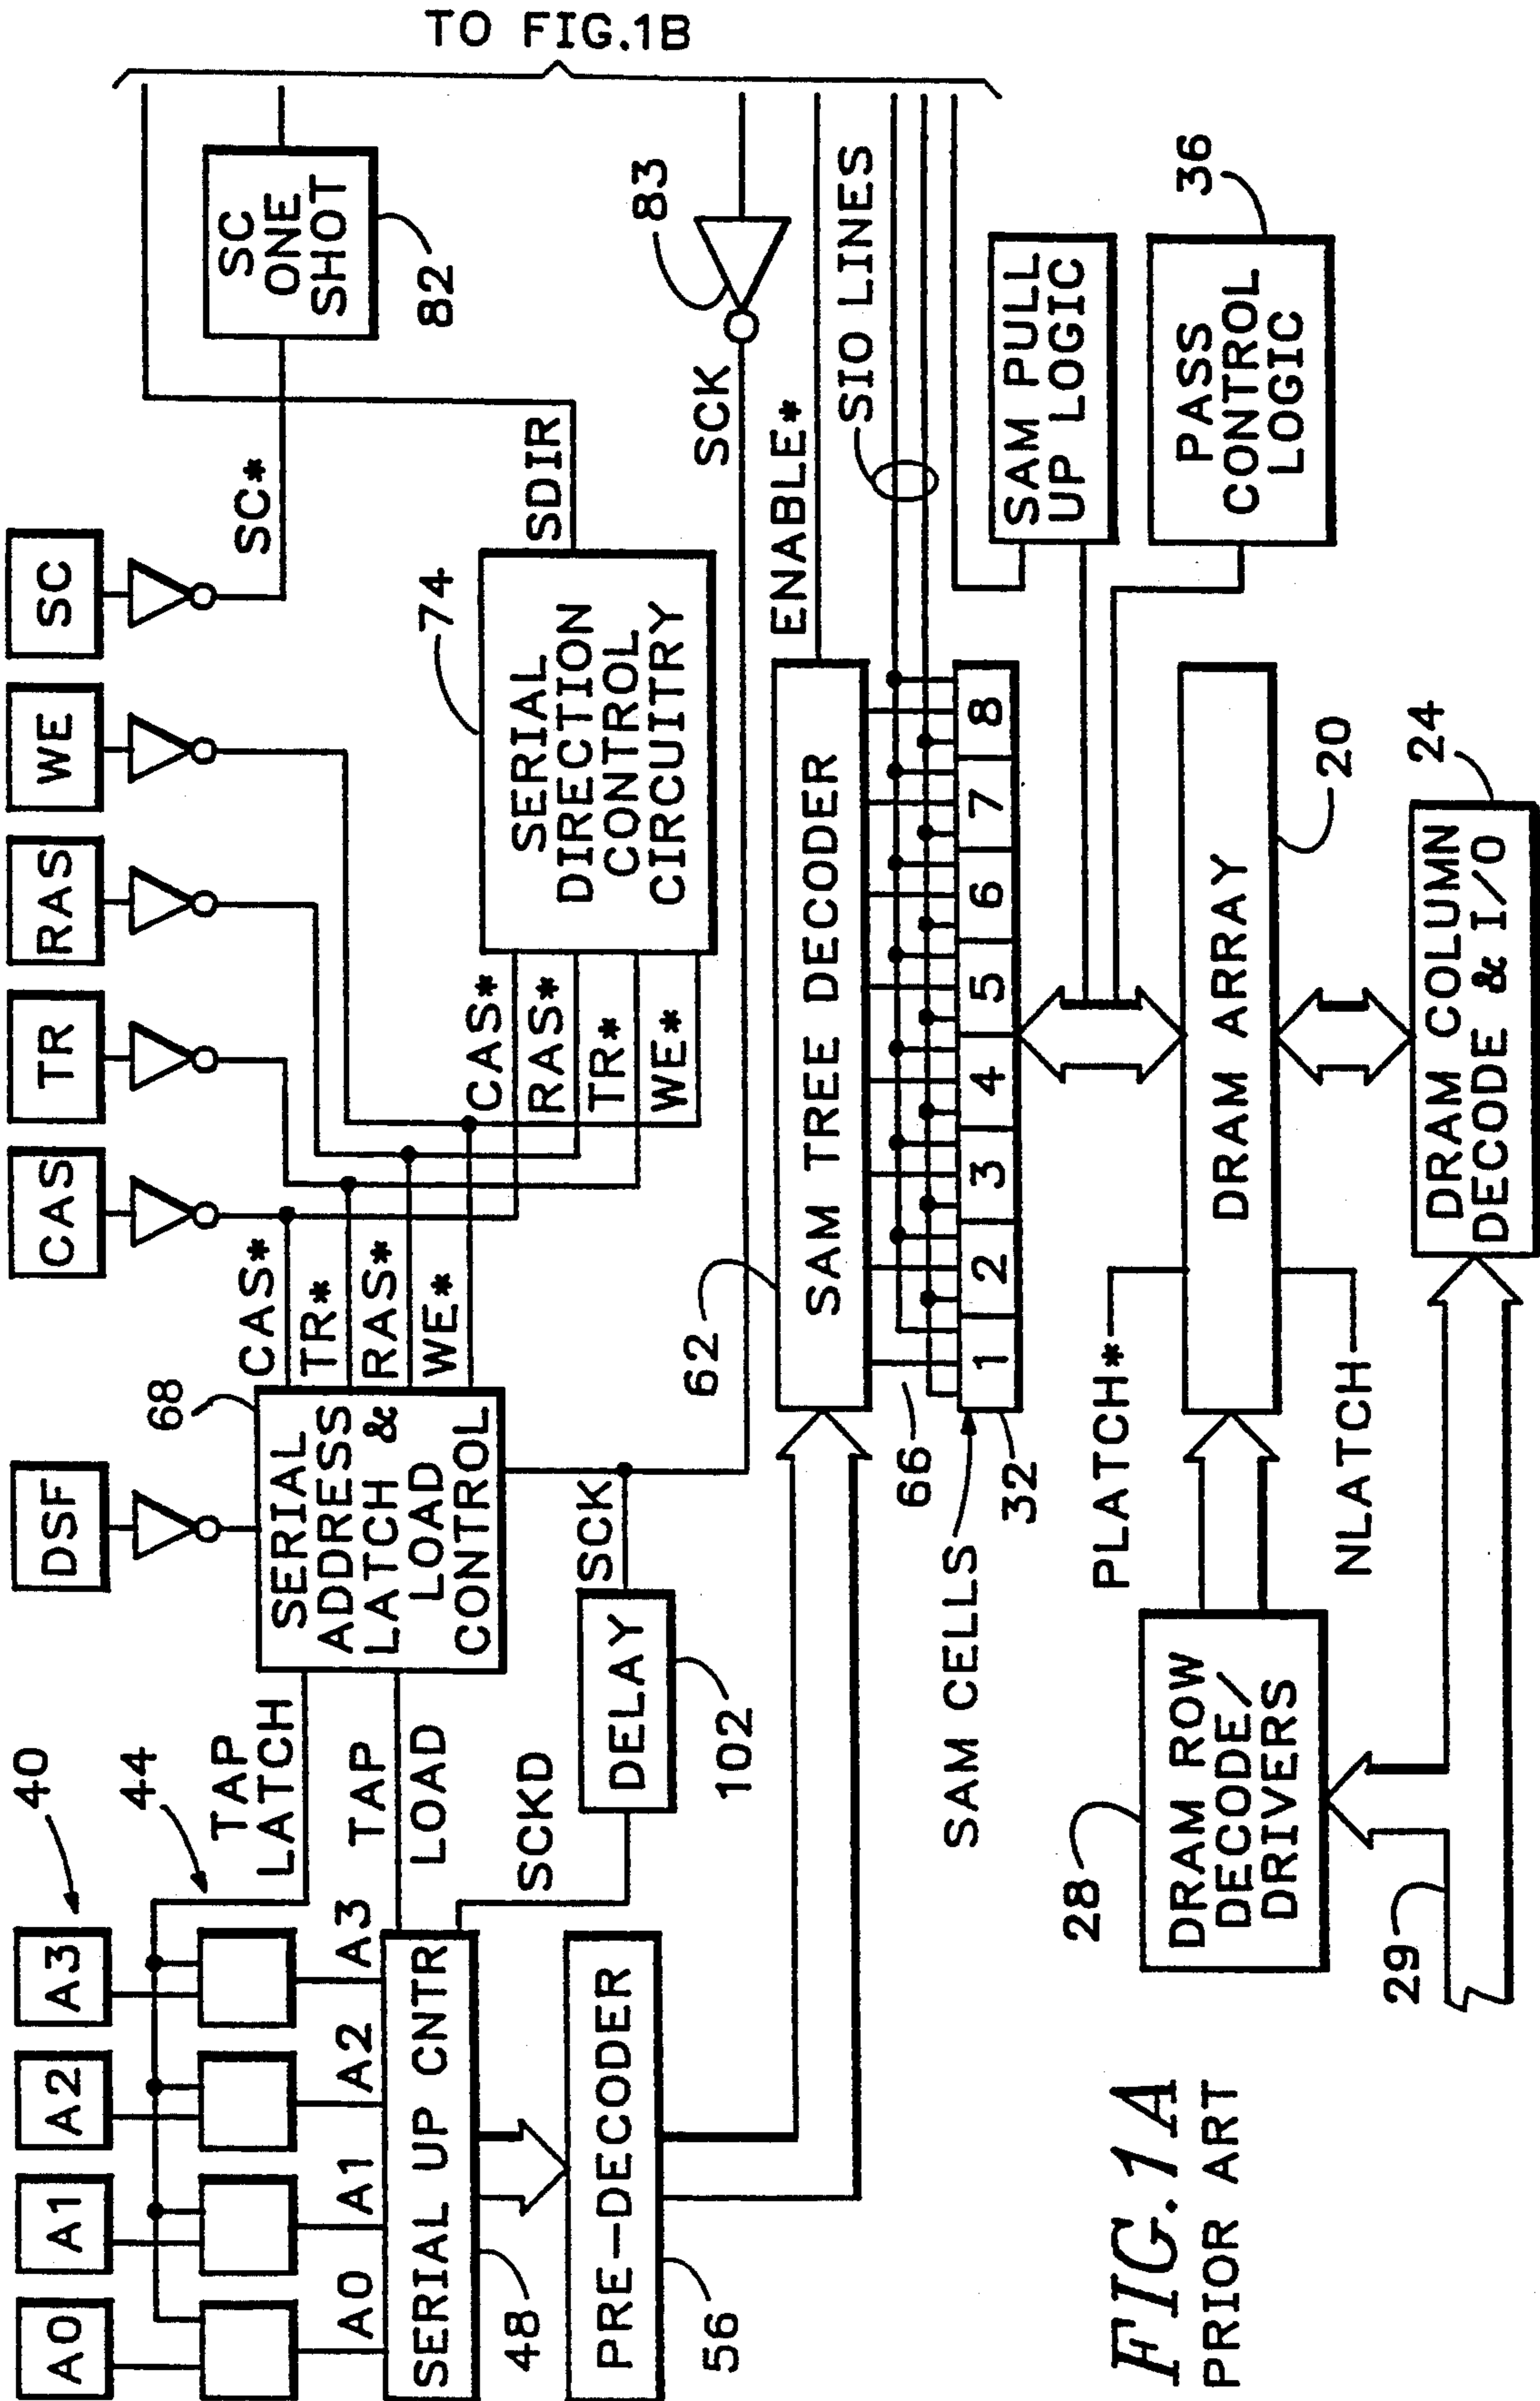 TO FIG.1B
A0
A1
A2
A3
40
DSF
CAS
TR
RAS
WE
SC
44
TAP
LATCH
68
CAS*
TR*
RAS*
WE*
SC*
SC
ONE
SHOT
82
SERIAL
ADDRESS
LATCH &
LOAD
CONTROL
TAP
LOAD
A0
A1
A2
A3
SERIAL UP CNTR
48
SCKD
DELAY
102
SCK
74
SERIAL
DIRECTION
CONTROL
CIRCUITRY
CAS*
RAS*
TR*
WE*
SDIR
83
SCK
PRE-DECODER
56
62
SAM TREE DECODER
ENABLE*
SIO LINES
66
SAM CELLS
32
1
2
3
4
5
6
7
8
SAM PULL
UP LOGIC
PASS
CONTROL
LOGIC
36
PLATCH*
DRAM ARRAY
20
NLATCH
28
DRAM ROW
DECODE/
DRIVERS
29
DRAM COLUMN
DECODE & I/O
24
FIG.1A
PRIOR ART